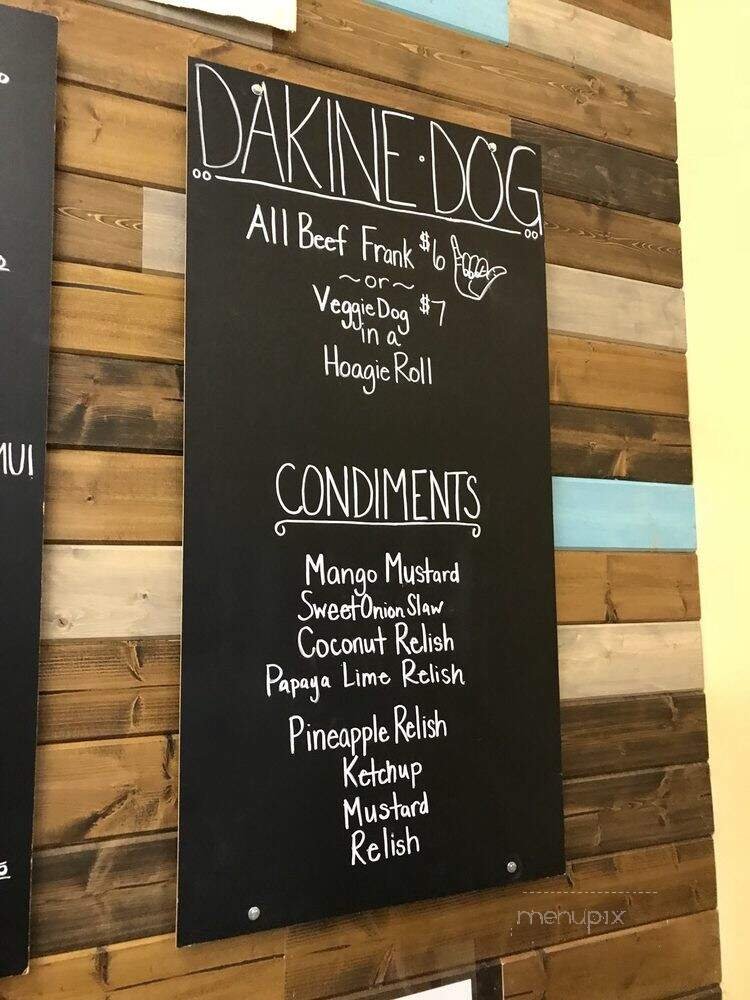 DAKINE·DOG
All Beef Frank $6
~or~
Veggie Dog $7
in a
Hoagie Roll
CONDIMENTS
Mango Mustard
Sweet Onion Slaw
Coconut Relish
Papaya Lime Relish
Pineapple Relish
Ketchup
Mustard
Relish
menupix